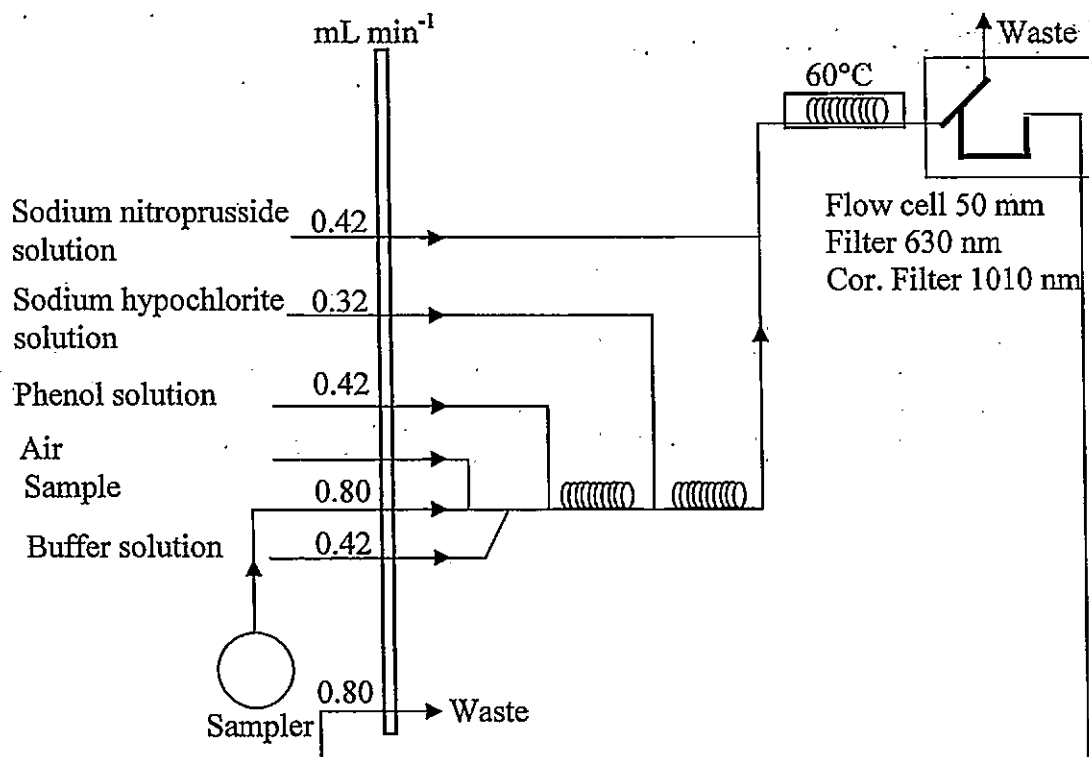 mL min⁻¹
Waste
60°C
Sodium nitroprusside
solution
0.42
Flow cell 50 mm
Filter 630 nm
Cor. Filter 1010 nm
Sodium hypochlorite
solution
0.32
Phenol solution
0.42
Air
Sample
0.80
Buffer solution
0.42
0.80
Waste
Sampler